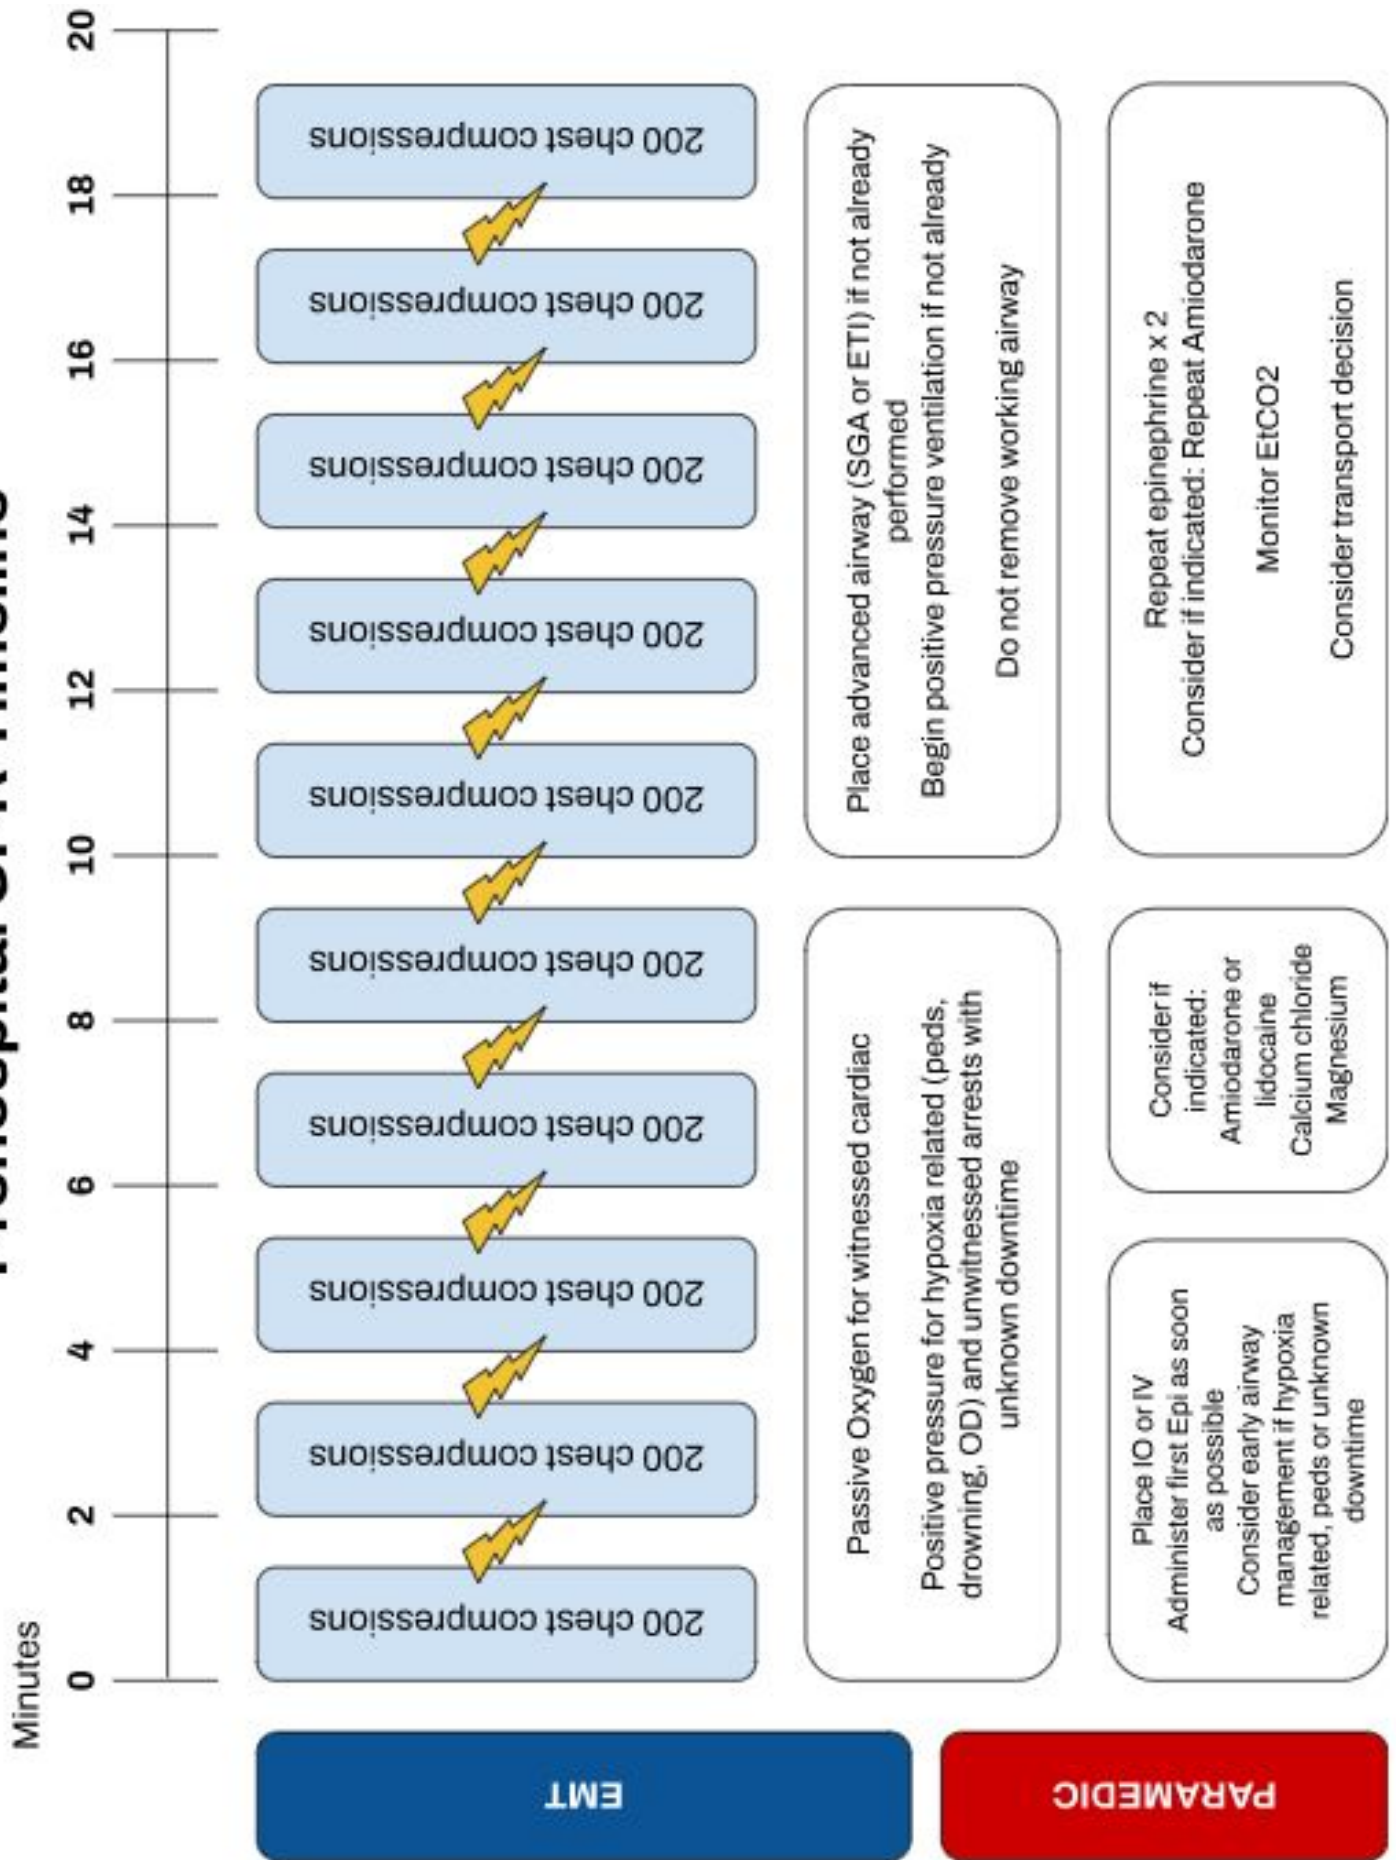 Minutes
0 2 4 6 8 10 12 14 16 18 20
EMT
200 chest compressions
200 chest compressions
200 chest compressions
200 chest compressions
200 chest compressions
200 chest compressions
200 chest compressions
200 chest compressions
200 chest compressions
200 chest compressions
Passive Oxygen for witnessed cardiac
Positive pressure for hypoxia related (peds,
drowning, OD) and unwitnessed arrests with
unknown downtime
Place advanced airway (SGA or ETI) if not already
performed
Begin positive pressure ventilation if not already
Do not remove working airway
PARAMEDIC
Place IO or IV
Administer first Epi as soon
as possible
Consider early airway
management if hypoxia
related, peds or unknown
downtime
Consider if
indicated:
Amiodarone or
lidocaine
Calcium chloride
Magnesium
Repeat epinephrine x 2
Consider if indicated: Repeat Amiodarone
Monitor EtCO2
Consider transport decision